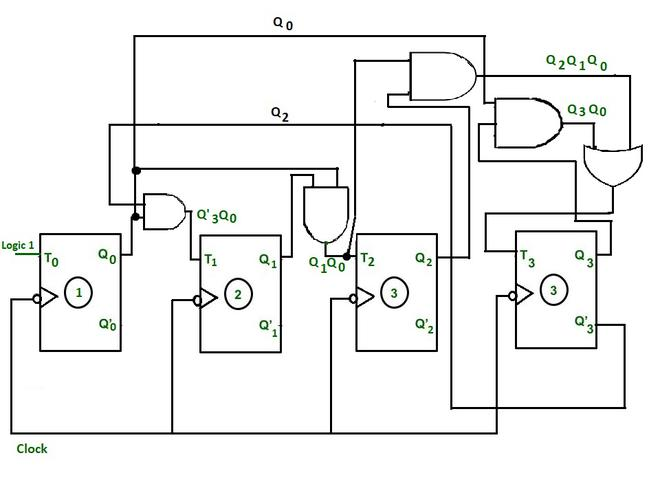 Q0
Q2Q1Q0
Q3Q0
Q2
Q'3Q0
Logic 1
T0
Q0
1
Q'0
T1
Q1
2
Q'1
Q1Q0
T2
Q2
3
Q'2
T3
Q3
3
Q'3
Clock